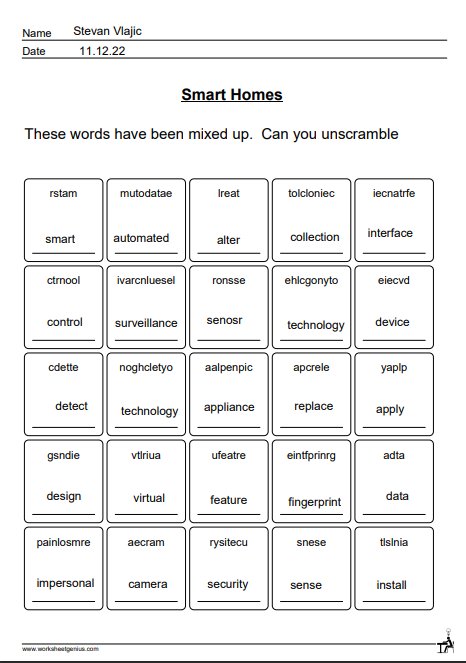 Name Stevan Vlajic
Date 11.12.22
Smart Homes
These words have been mixed up. Can you unscramble
rstam mutodatae lreat tolcloniec iecnatrfe
smart automated alter collection interface
ctrnool ivarcnluesel ronsse ehlcgonyto eiecvd
control surveillance senosr technology device
cdette noghcletyo aalpenpic apcrele yaplp
detect technology appliance replace apply
gsndie vtlriua ufeatre eintfprinrg adta
design virtual feature fingerprint data
painlosmre aecram rysitecu snese tlslnia
impersonal camera security sense install
www.worksheetgenius.com